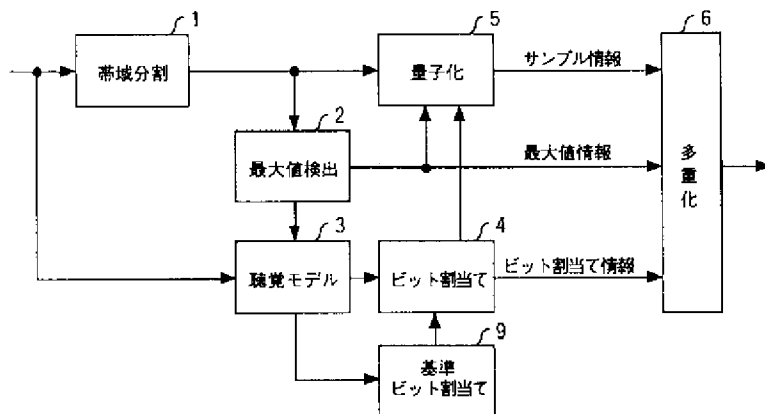 1
帯域分割
5
量子化
サンプル情報
6
多重化
2
最大値検出
最大値情報
3
聴覚モデル
4
ビット割当て
ビット割当て情報
9
基準
ビット割当て